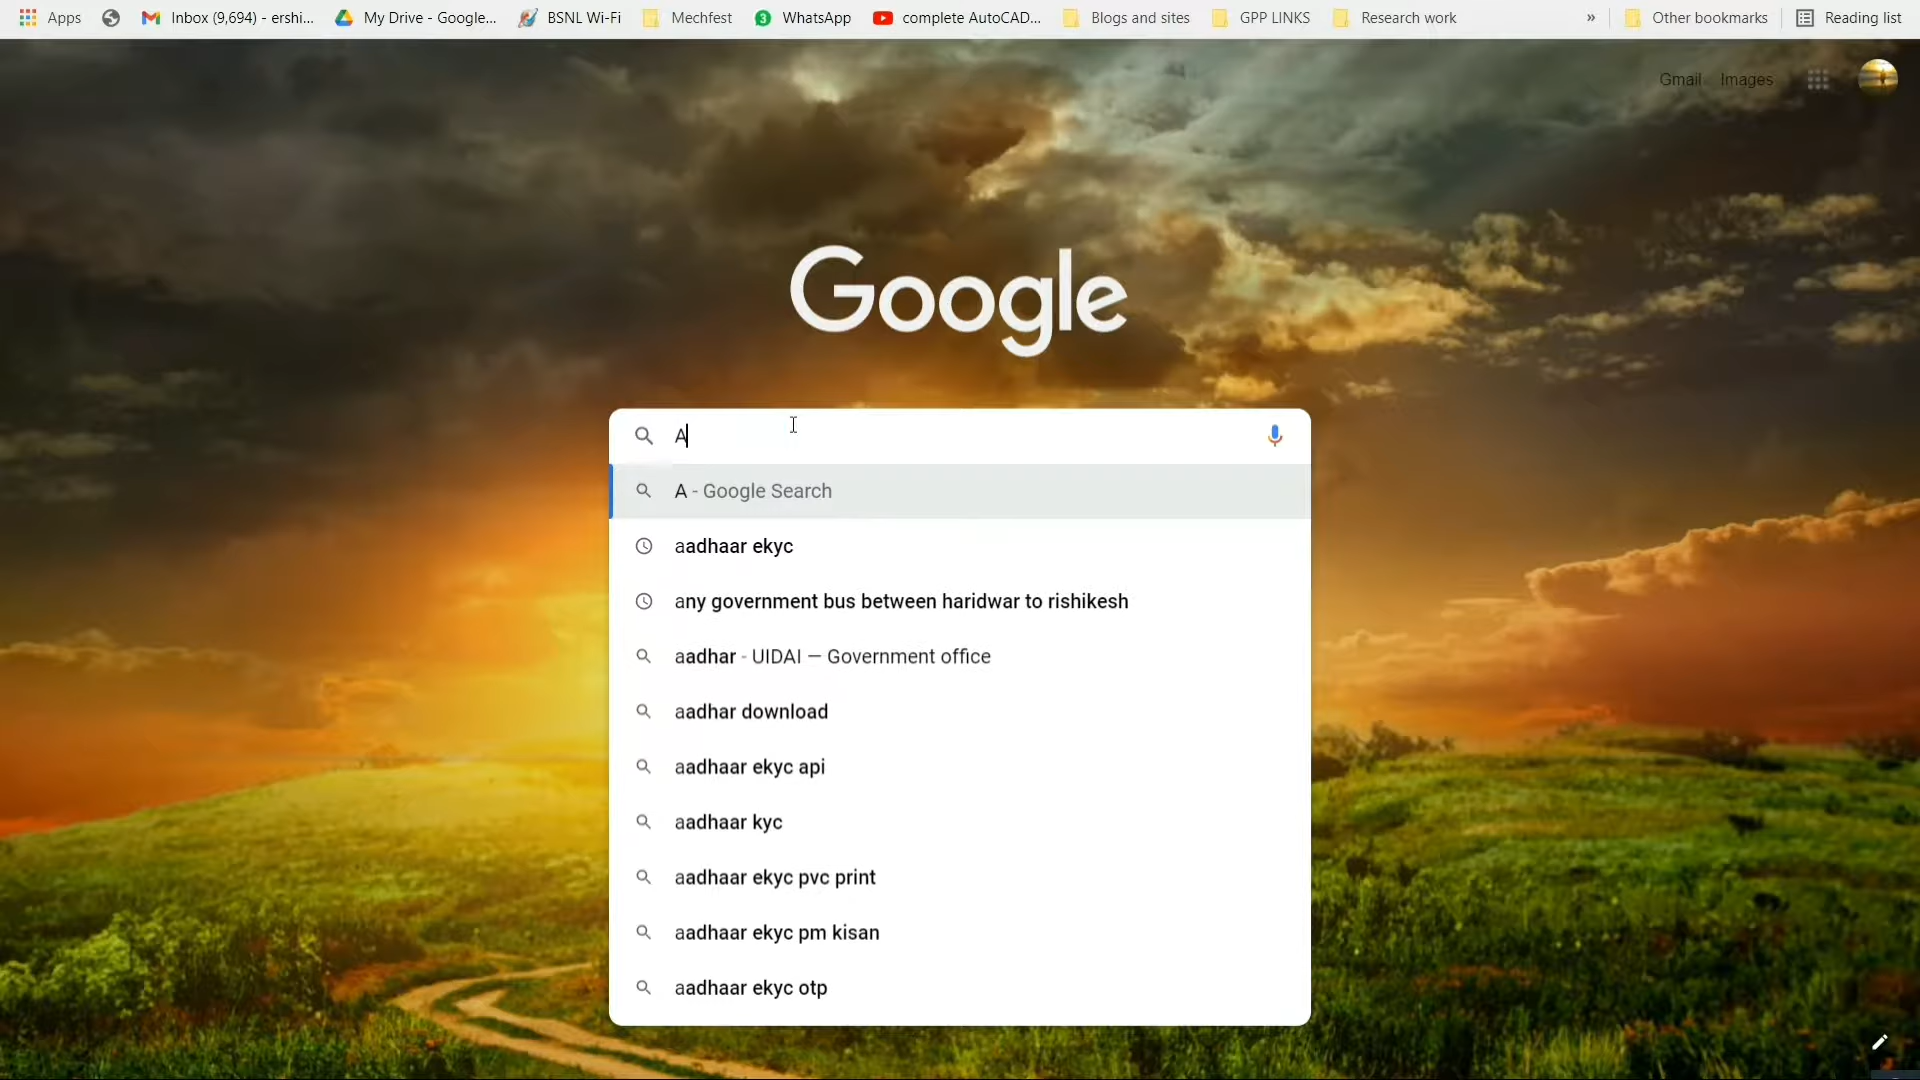 Apps Inbox (9,694) - ershi... My Drive - Google... BSNL Wi-Fi Mechfest 3 WhatsApp complete AutoCAD... Blogs and sites GPP LINKS Research work » Other bookmarks Reading list
Gmail Images
Google
A
A - Google Search
aadhaar ekyc
any government bus between haridwar to rishikesh
aadhar - UIDAI — Government office
aadhar download
aadhaar ekyc api
aadhaar kyc
aadhaar ekyc pvc print
aadhaar ekyc pm kisan
aadhaar ekyc otp